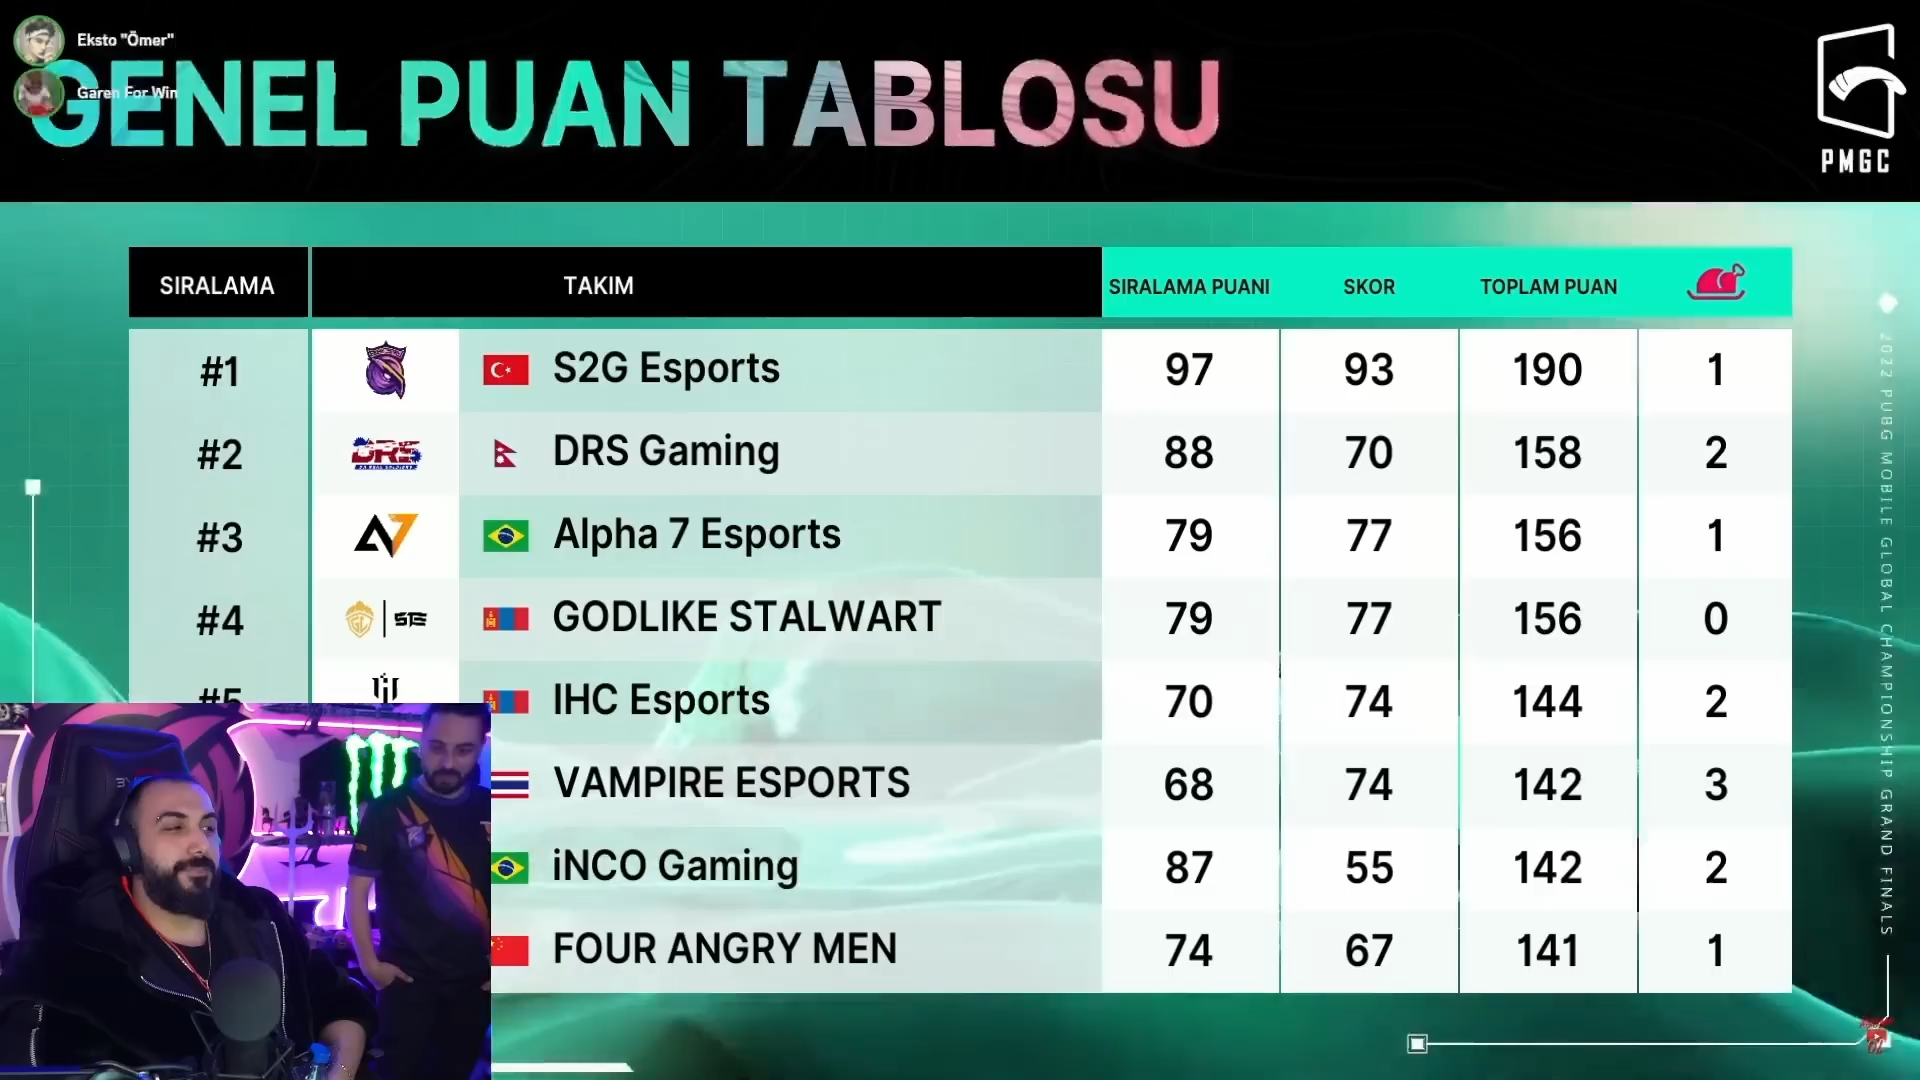 Eksto "Ömer"
Garen For Win
GENEL PUAN TABLOSU
PMGC
SIRALAMA TAKIM SIRALAMA PUANI SKOR TOPLAM PUAN
#1 S2G Esports 97 93 190 1
#2 DRS DRS Gaming 88 70 158 2
#3 A7 Alpha 7 Esports 79 77 156 1
#4 GODLIKE STALWART 79 77 156 0
#5 IHC Esports 70 74 144 2
VAMPIRE ESPORTS 68 74 142 3
iNCO Gaming 87 55 142 2
FOUR ANGRY MEN 74 67 141 1
2022 PUBG MOBILE GLOBAL CHAMPIONSHIP GRAND FINALS